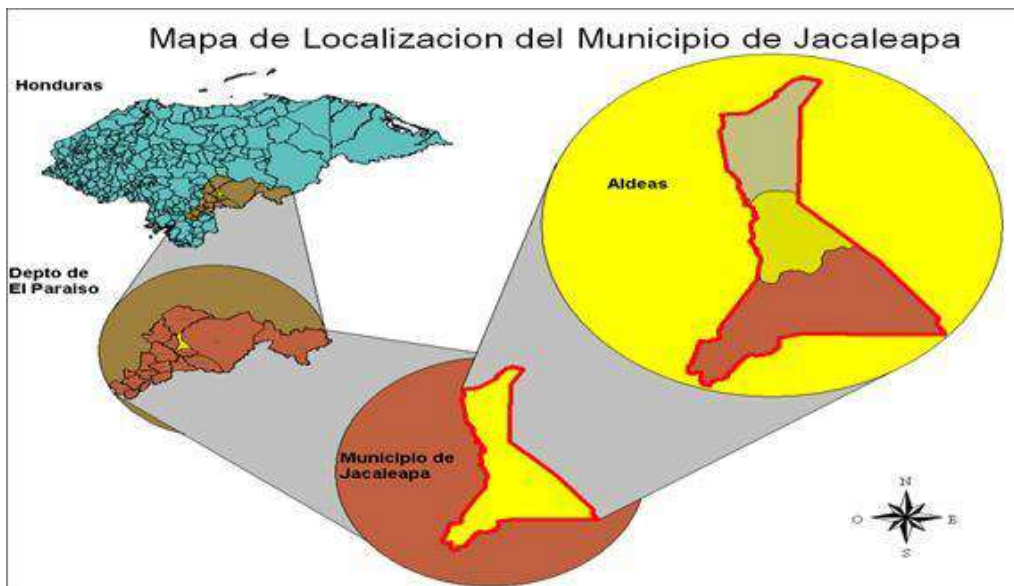 Mapa de Localizacion del Municipio de Jacaleapa
Honduras
Aldeas
Depto de
El Paraiso
Municipio de
Jacaleapa
N
O
E
S